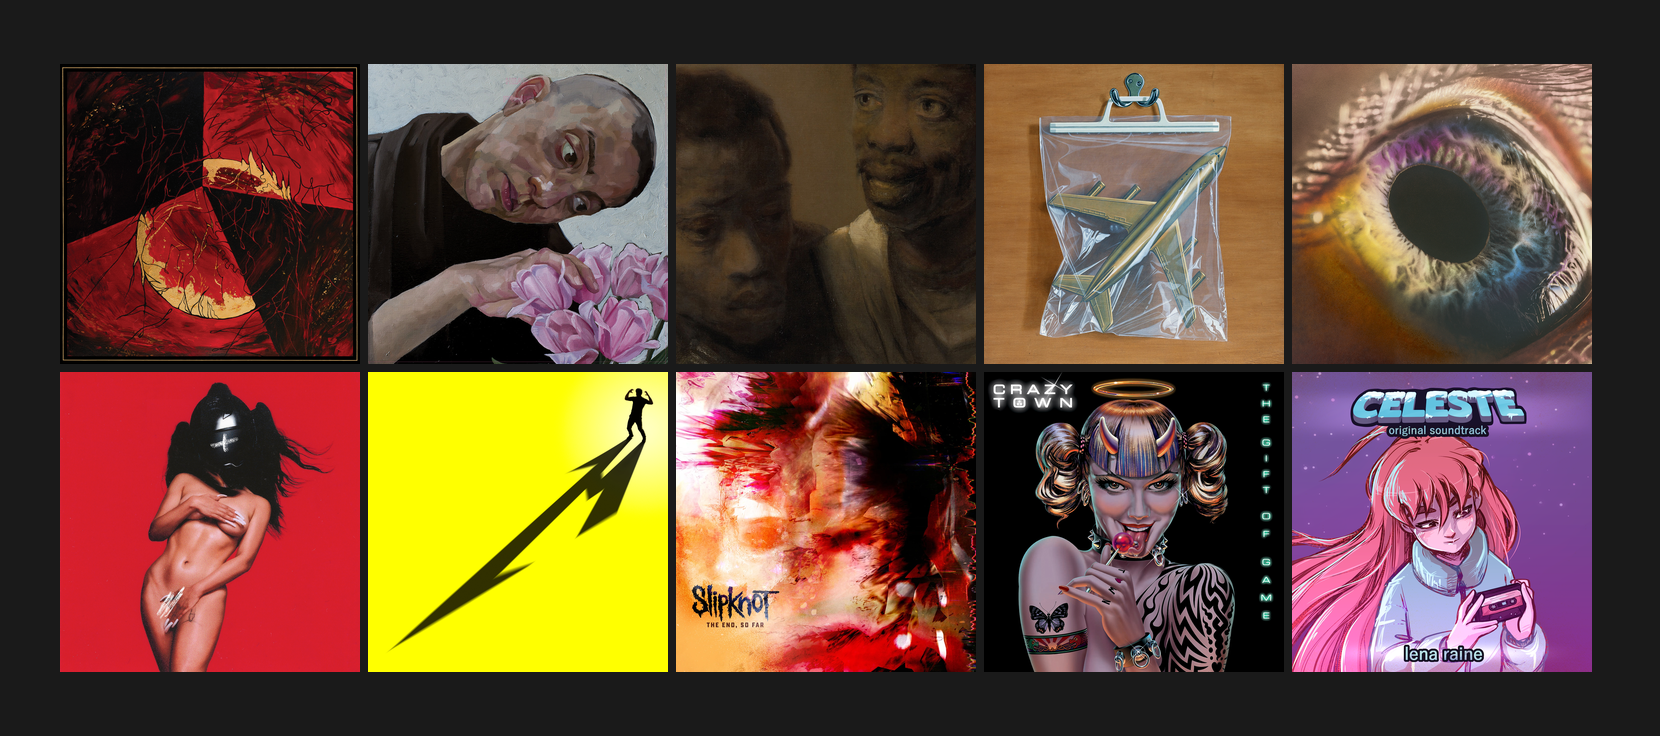 CRAZY
TOWN
THE GIFT OF GAME
CELESTE
original soundtrack
SLIPKNOT
THE END, SO FAR
lena raine